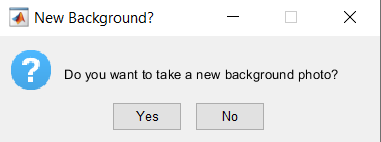 New Background?
Do you want to take a new background photo?
Yes No